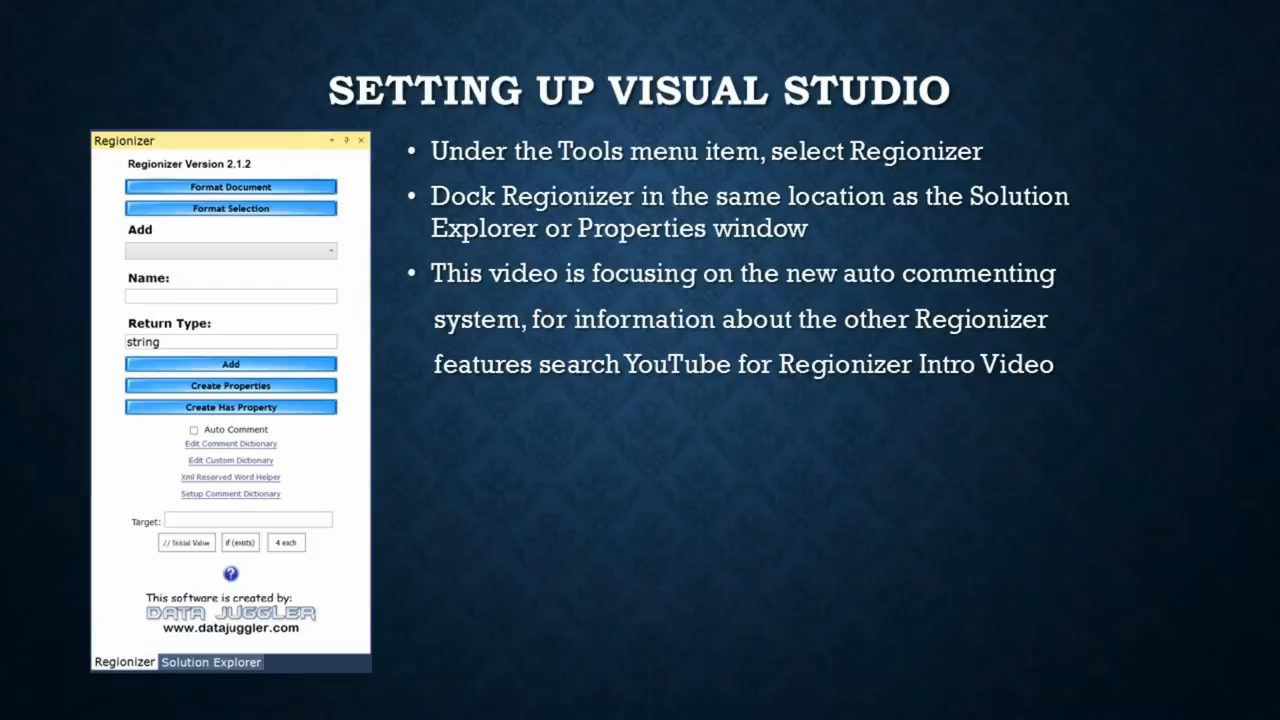 SETTING UP VISUAL STUDIO
Regionizer
Regionizer Version 2.1.2
Format Document
Format Selection
Add
Name:
Return Type:
string
Add
Create Properties
Create Has Property
Auto Comment
Edit Comment Dictionary
Edit Custom Dictionary
Xml Reserved Word Helper
Setup Comment Dictionary
Target:
// Initial Value
if (exists)
4 each
?
This software is created by:
DATA JUGGLER
www.datajuggler.com
Regionizer
Solution Explorer
• Under the Tools menu item, select Regionizer
• Dock Regionizer in the same location as the Solution
Explorer or Properties window
• This video is focusing on the new auto commenting
system, for information about the other Regionizer
features search YouTube for Regionizer Intro Video